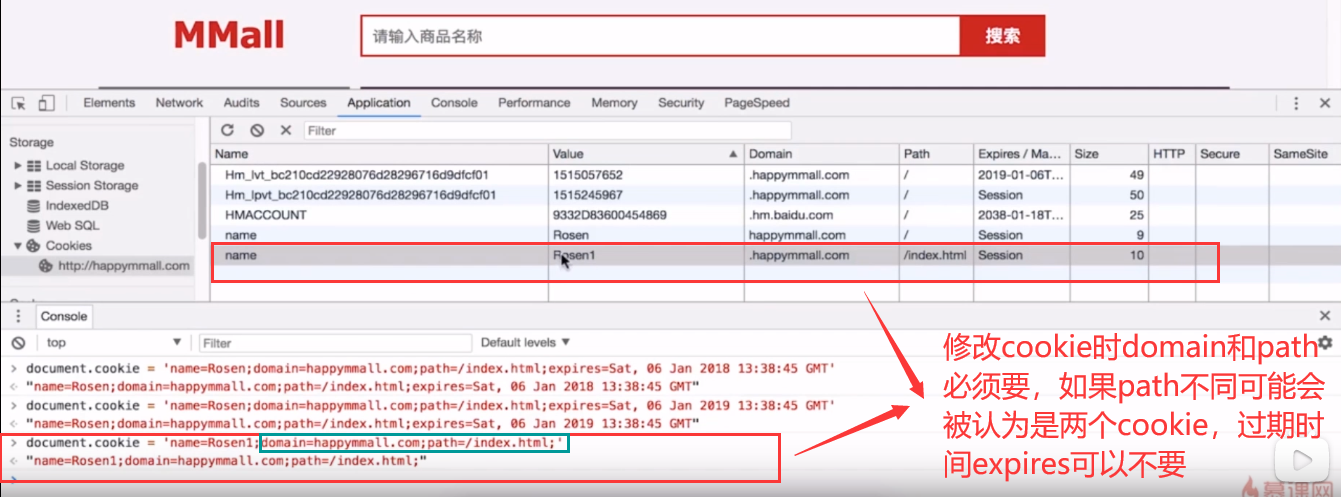 MMall
请输入商品名称
搜索
Elements Network Audits Sources Application Console Performance Memory Security PageSpeed
Filter
Storage
Local Storage
Session Storage
IndexedDB
Web SQL
Cookies
http://happymmall.com
Name Value Domain Path Expires / Ma... Size HTTP Secure SameSite
Hm_lvt_bc210cd22928076d28296716d9dfcf01 1515057652 .happymmall.com / 2019-01-06T... 49
Hm_lpvt_bc210cd22928076d28296716d9dfcf01 1515245967 .happymmall.com / Session 50
HMACCOUNT 9332D83600454869 .hm.baidu.com / 2038-01-18T... 25
name Rosen happymmall.com / Session 9
name Rosen1 .happymmall.com /index.html Session 10
Console
top Filter Default levels
> document.cookie = 'name=Rosen;domain=happymmall.com;path=/index.html;expires=Sat, 06 Jan 2018 13:38:45 GMT'
"name=Rosen;domain=happymmall.com;path=/index.html;expires=Sat, 06 Jan 2018 13:38:45 GMT"
> document.cookie = 'name=Rosen;domain=happymmall.com;path=/index.html;expires=Sat, 06 Jan 2019 13:38:45 GMT'
"name=Rosen;domain=happymmall.com;path=/index.html;expires=Sat, 06 Jan 2019 13:38:45 GMT"
> document.cookie = 'name=Rosen1;domain=happymmall.com;path=/index.html;'
"name=Rosen1;domain=happymmall.com;path=/index.html;"
修改cookie时domain和path
必须要，如果path不同可能会
被认为是两个cookie，过期时
间expires可以不要
慕课网